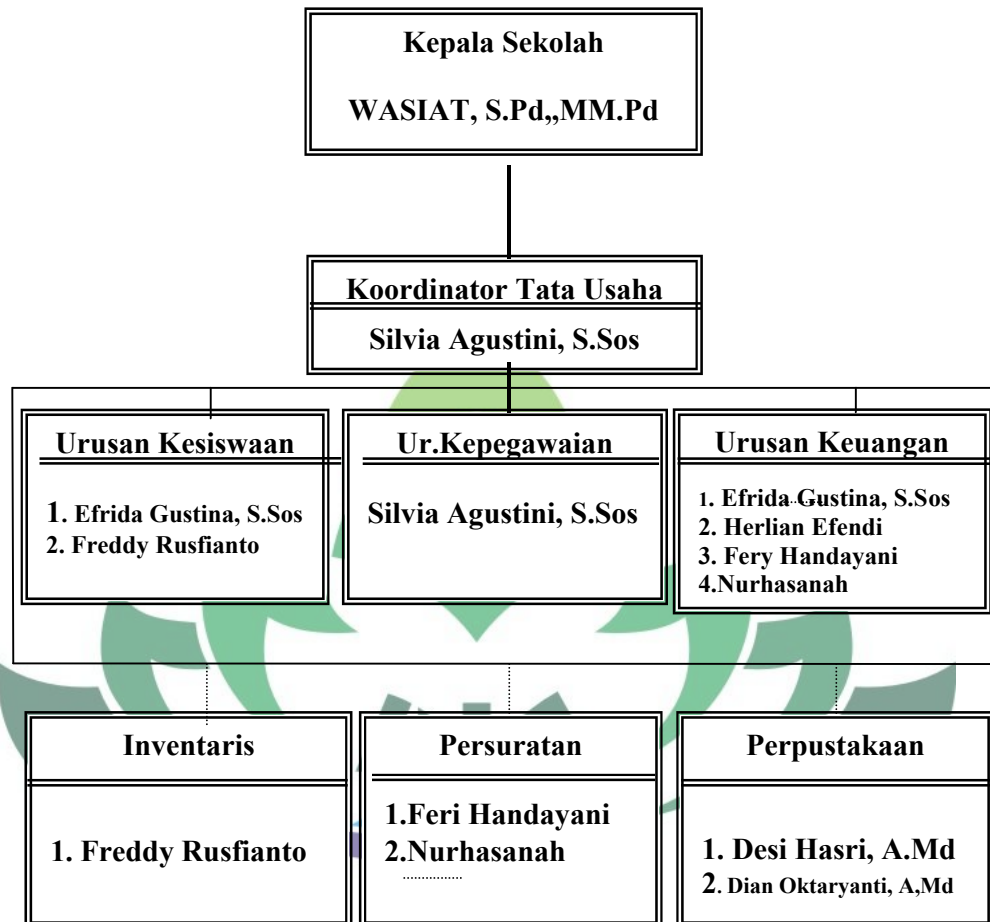 Kepala Sekolah
WASIAT, S.Pd,,MM.Pd
Koordinator Tata Usaha
Silvia Agustini, S.Sos
Urusan Kesiswaan
1. Efrida Gustina, S.Sos
2. Freddy Rusfianto
Ur.Kepegawaian
Silvia Agustini, S.Sos
Urusan Keuangan
1. Efrida Gustina, S.Sos
2. Herlian Efendi
3. Fery Handayani
4.Nurhasanah
Inventaris
1. Freddy Rusfianto
Persuratan
1.Feri Handayani
2.Nurhasanah
Perpustakaan
1. Desi Hasri, A.Md
2. Dian Oktaryanti, A,Md